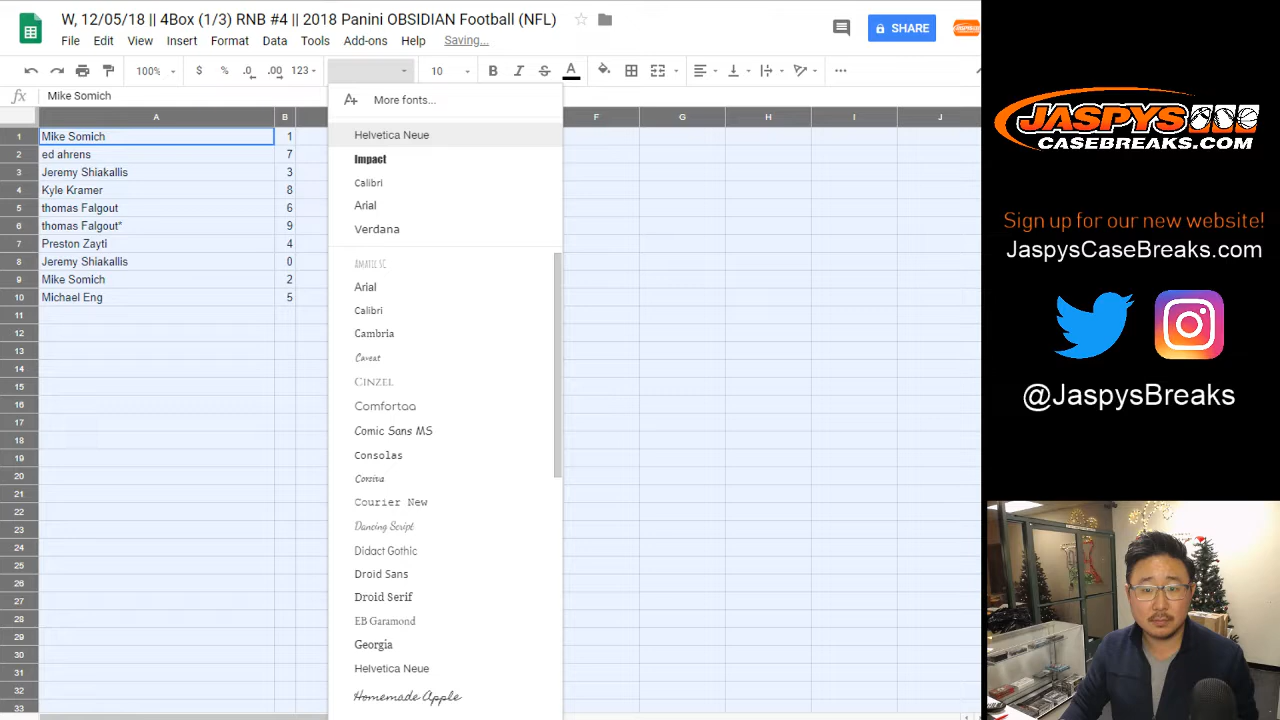 W, 12/05/18 || 4Box (1/3) RNB #4 || 2018 Panini OBSIDIAN Football (NFL)
File Edit View Insert Format Data Tools Add-ons Help Saving...
SHARE
100% $ % .0 .00 123 10 B I S A
fx Mike Somich
A B F G H I J
1 Mike Somich 1
2 ed ahrens 7
3 Jeremy Shiakallis 3
4 Kyle Kramer 8
5 thomas Falgout 6
6 thomas Falgout* 9
7 Preston Zayti 4
8 Jeremy Shiakallis 0
9 Mike Somich 2
10 Michael Eng 5
11
12
13
14
15
16
17
18
19
20
21
22
23
24
25
26
27
28
29
30
31
32
33
More fonts...
Helvetica Neue
Impact
Calibri
Arial
Verdana
Amatic SC
Arial
Calibri
Cambria
Caveat
CINZEL
Comfortaa
Comic Sans MS
Consolas
Corsiva
Courier New
Dancing Script
Didact Gothic
Droid Sans
Droid Serif
EB Garamond
Georgia
Helvetica Neue
Homemade Apple
JASPYS
CASEBREAKS.COM
Sign up for our new website!
JaspysCaseBreaks.com
@JaspysBreaks